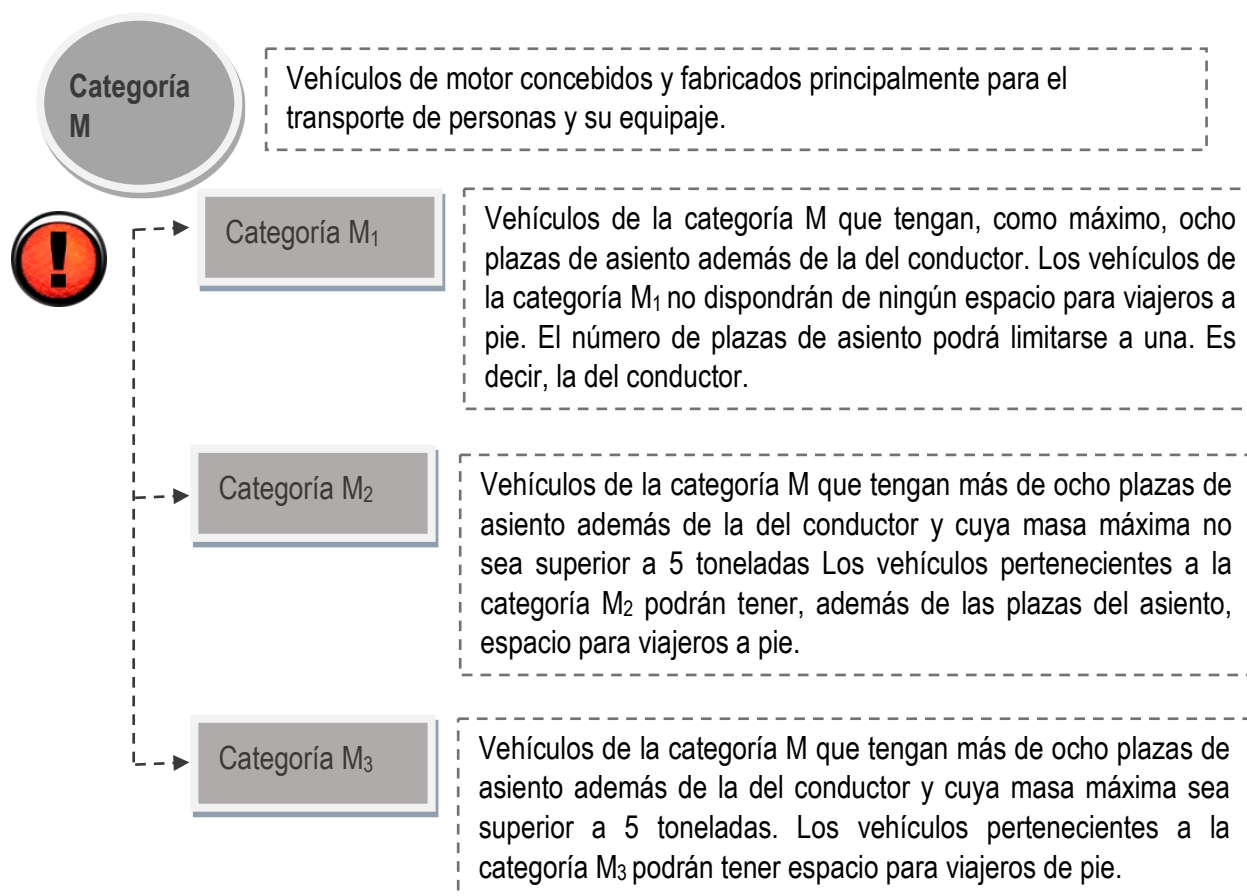 Categoría
M
Vehículos de motor concebidos y fabricados principalmente para el
transporte de personas y su equipaje.
Categoría M₁
Vehículos de la categoría M que tengan, como máximo, ocho
plazas de asiento además de la del conductor. Los vehículos de
la categoría M₁ no dispondrán de ningún espacio para viajeros a
pie. El número de plazas de asiento podrá limitarse a una. Es
decir, la del conductor.
Categoría M₂
Vehículos de la categoría M que tengan más de ocho plazas de
asiento además de la del conductor y cuya masa máxima no
sea superior a 5 toneladas Los vehículos pertenecientes a la
categoría M₂ podrán tener, además de las plazas del asiento,
espacio para viajeros a pie.
Categoría M₃
Vehículos de la categoría M que tengan más de ocho plazas de
asiento además de la del conductor y cuya masa máxima sea
superior a 5 toneladas. Los vehículos pertenecientes a la
categoría M₃ podrán tener espacio para viajeros de pie.